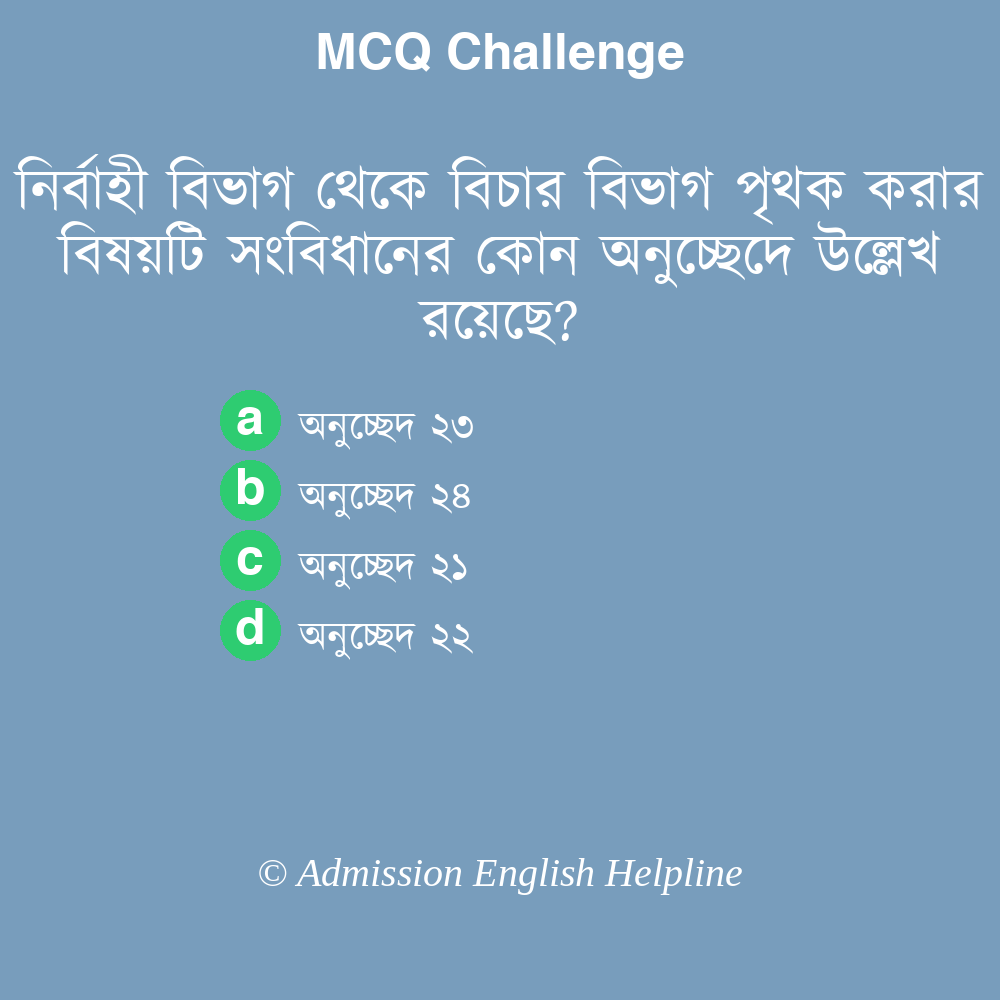 MCQ Challenge
নির্বাহী বিভাগ থেকে বিচার বিভাগ পৃথক করার
বিষয়টি সংবিধানের কোন অনুচ্ছেদে উল্লেখ
রয়েছে?
a অনুচ্ছেদ ২৩
b অনুচ্ছেদ ২৪
c অনুচ্ছেদ ২১
d অনুচ্ছেদ ২২
© Admission English Helpline